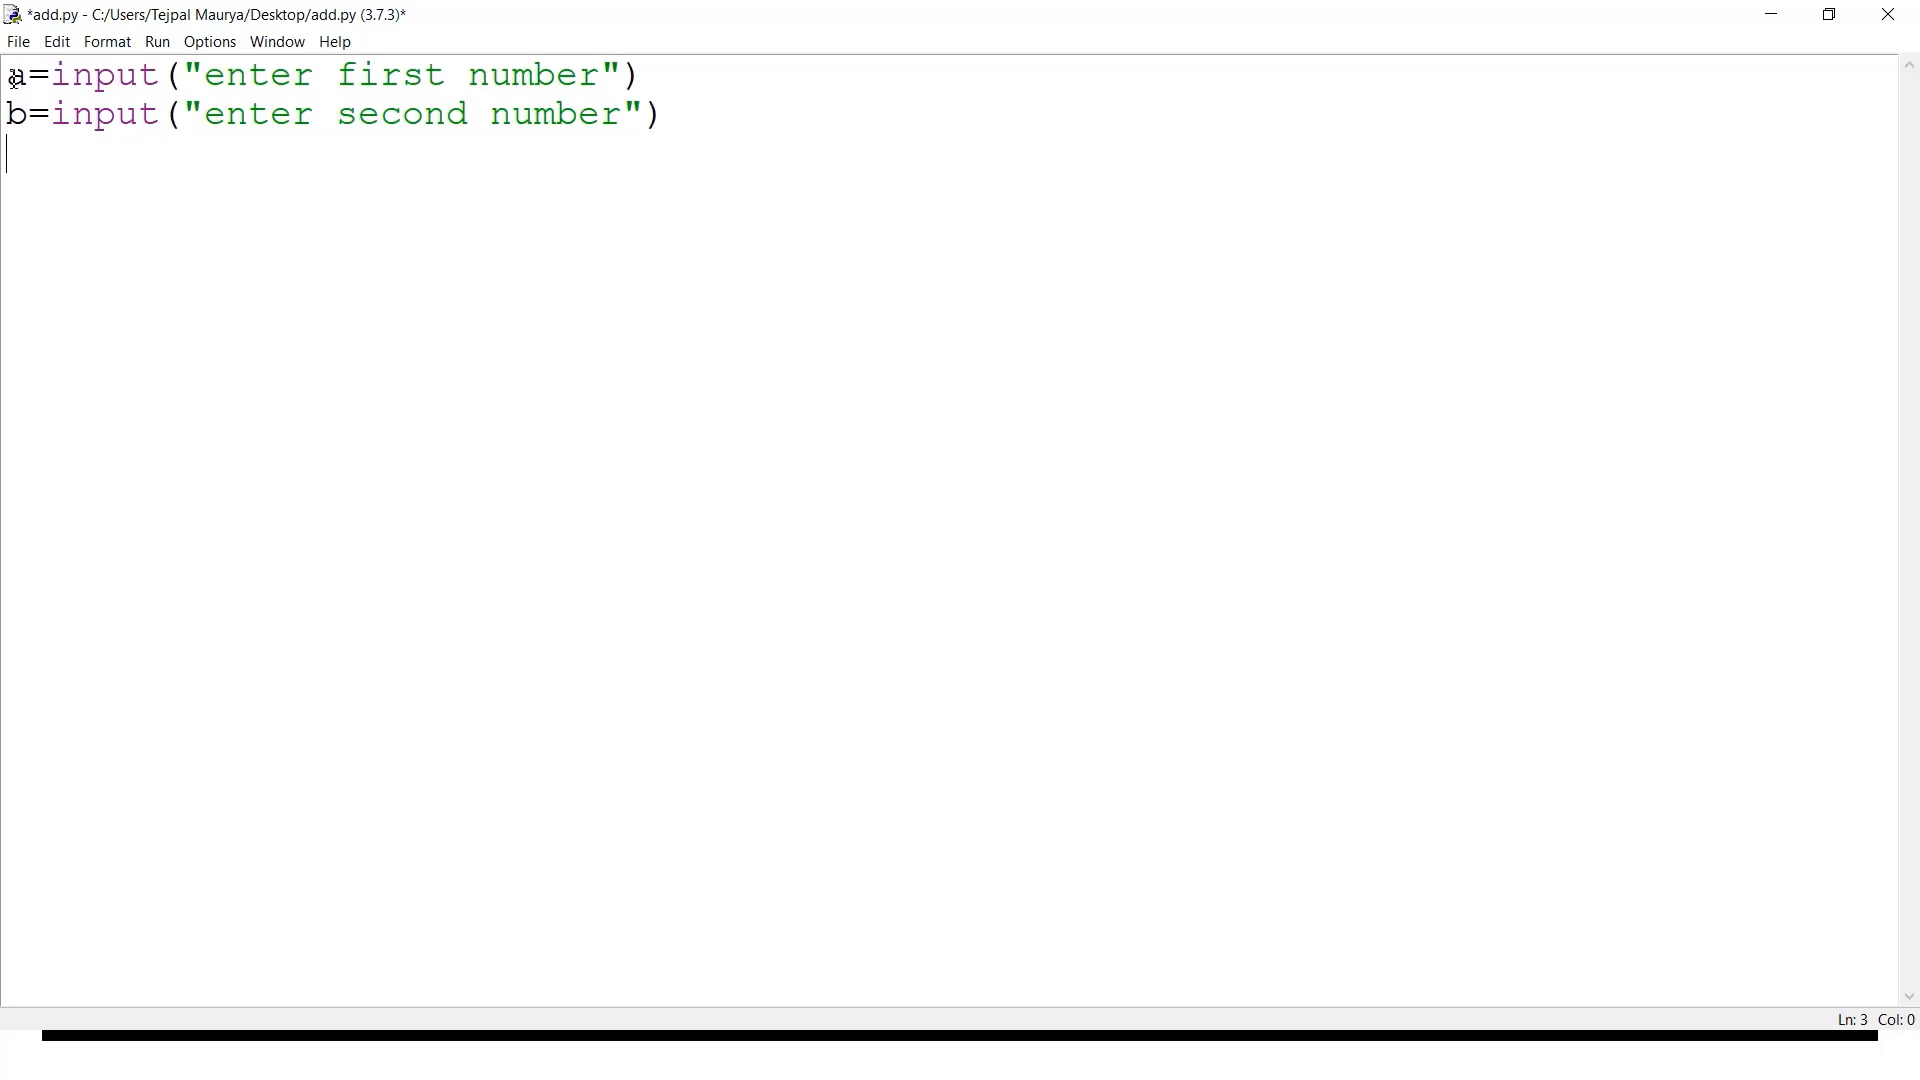 *add.py - C:/Users/Tejpal Maurya/Desktop/add.py (3.7.3)*
File Edit Format Run Options Window Help
a=input("enter first number")
b=input("enter second number")
Ln: 3 Col: 0